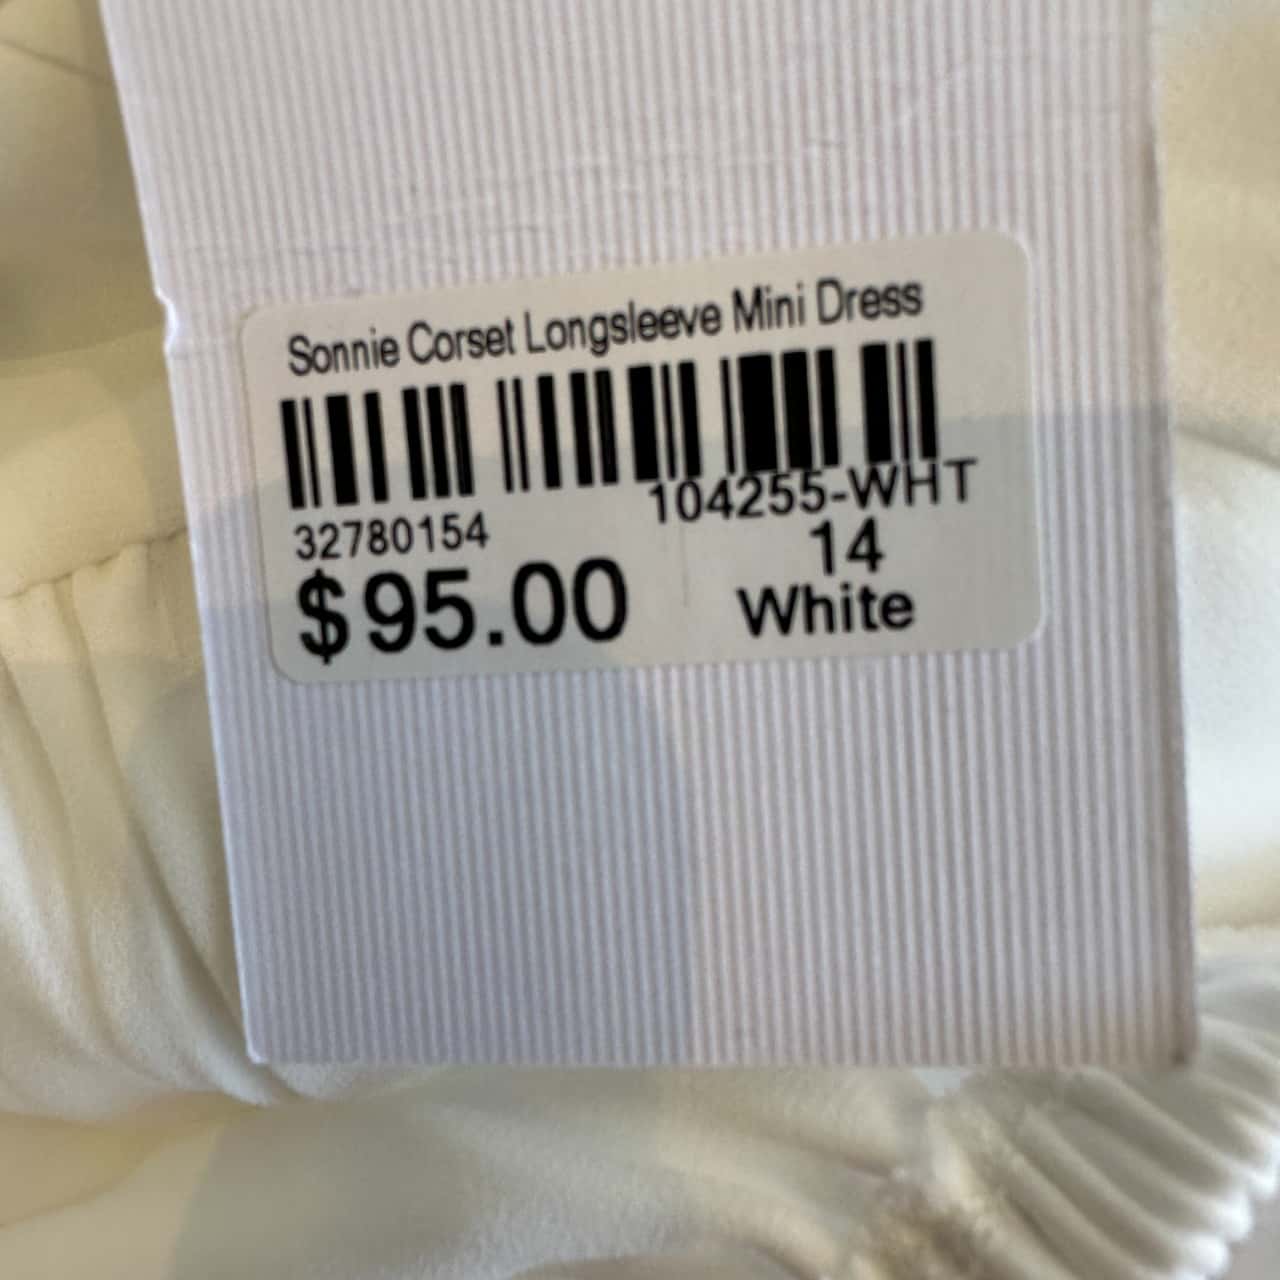 Sonnie Corset Longsleeve Mini Dress
104255-WHT
32780154
14
$95.00
White